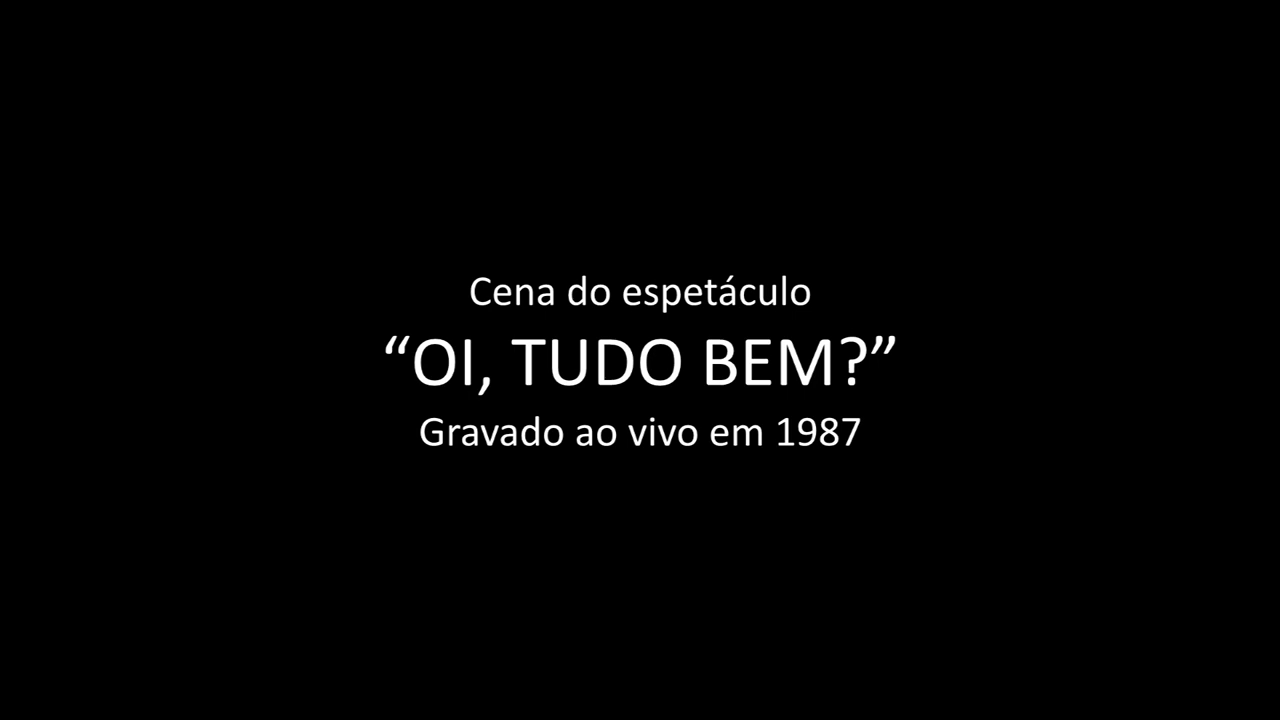 Cena do espetáculo
“OI, TUDO BEM?”
Gravado ao vivo em 1987